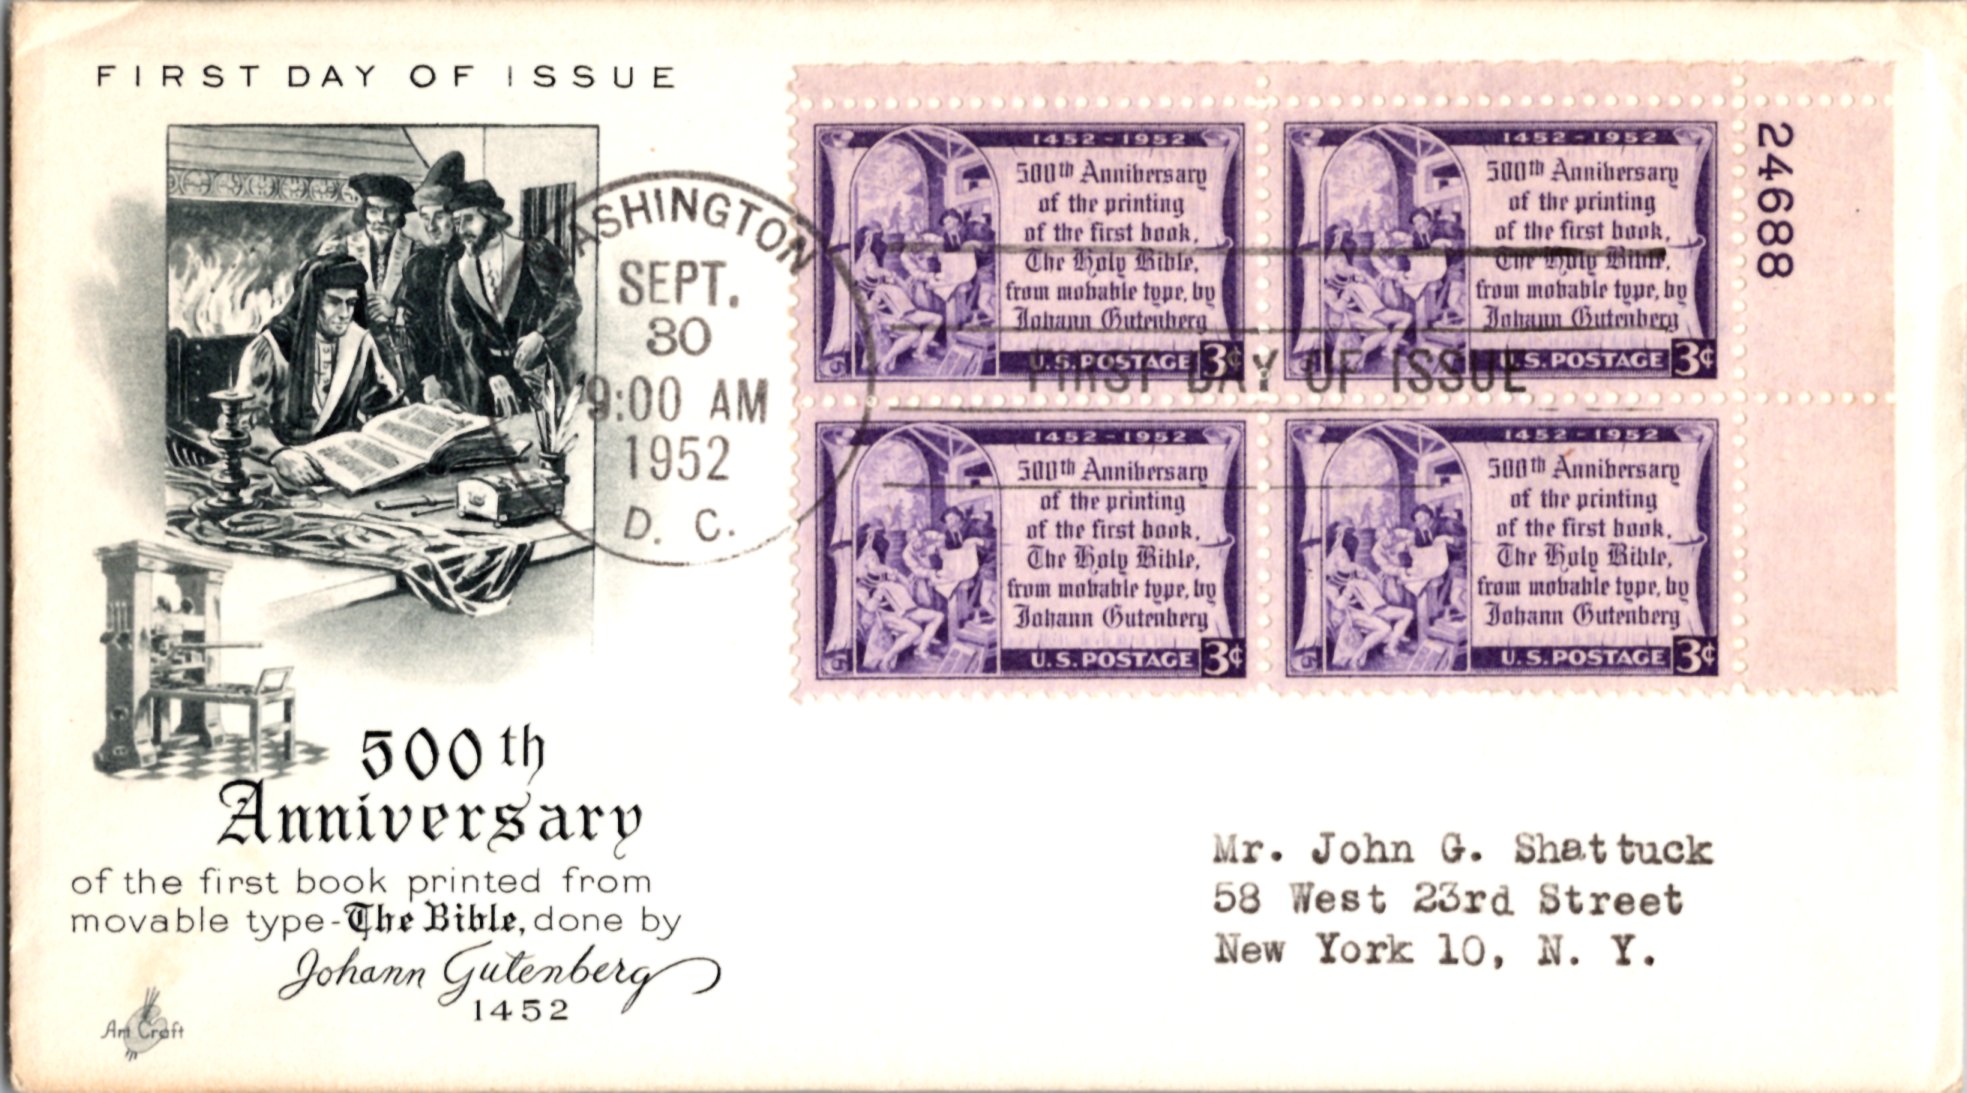 FIRST DAY OF ISSUE
WASHINGTON
SEPT.
30
9:00 AM
1952
D. C.
FIRST DAY OF ISSUE
1452-1952
500th Anniversary
of the printing
of the first book,
The Holy Bible,
from movable type, by
Johann Gutenberg
U.S. POSTAGE 3¢
1452-1952
500th Anniversary
of the printing
of the first book,
The Holy Bible,
from movable type, by
Johann Gutenberg
U.S. POSTAGE 3¢
24688
1452-1952
500th Anniversary
of the printing
of the first book,
The Holy Bible,
from movable type, by
Johann Gutenberg
U.S. POSTAGE 3¢
1452-1952
500th Anniversary
of the printing
of the first book,
The Holy Bible,
from movable type, by
Johann Gutenberg
U.S. POSTAGE 3¢
500th
Anniversary
of the first book printed from
movable type-The Bible, done by
Johann Gutenberg
1452
Art Craft
Mr. John G. Shattuck
58 West 23rd Street
New York 10, N. Y.